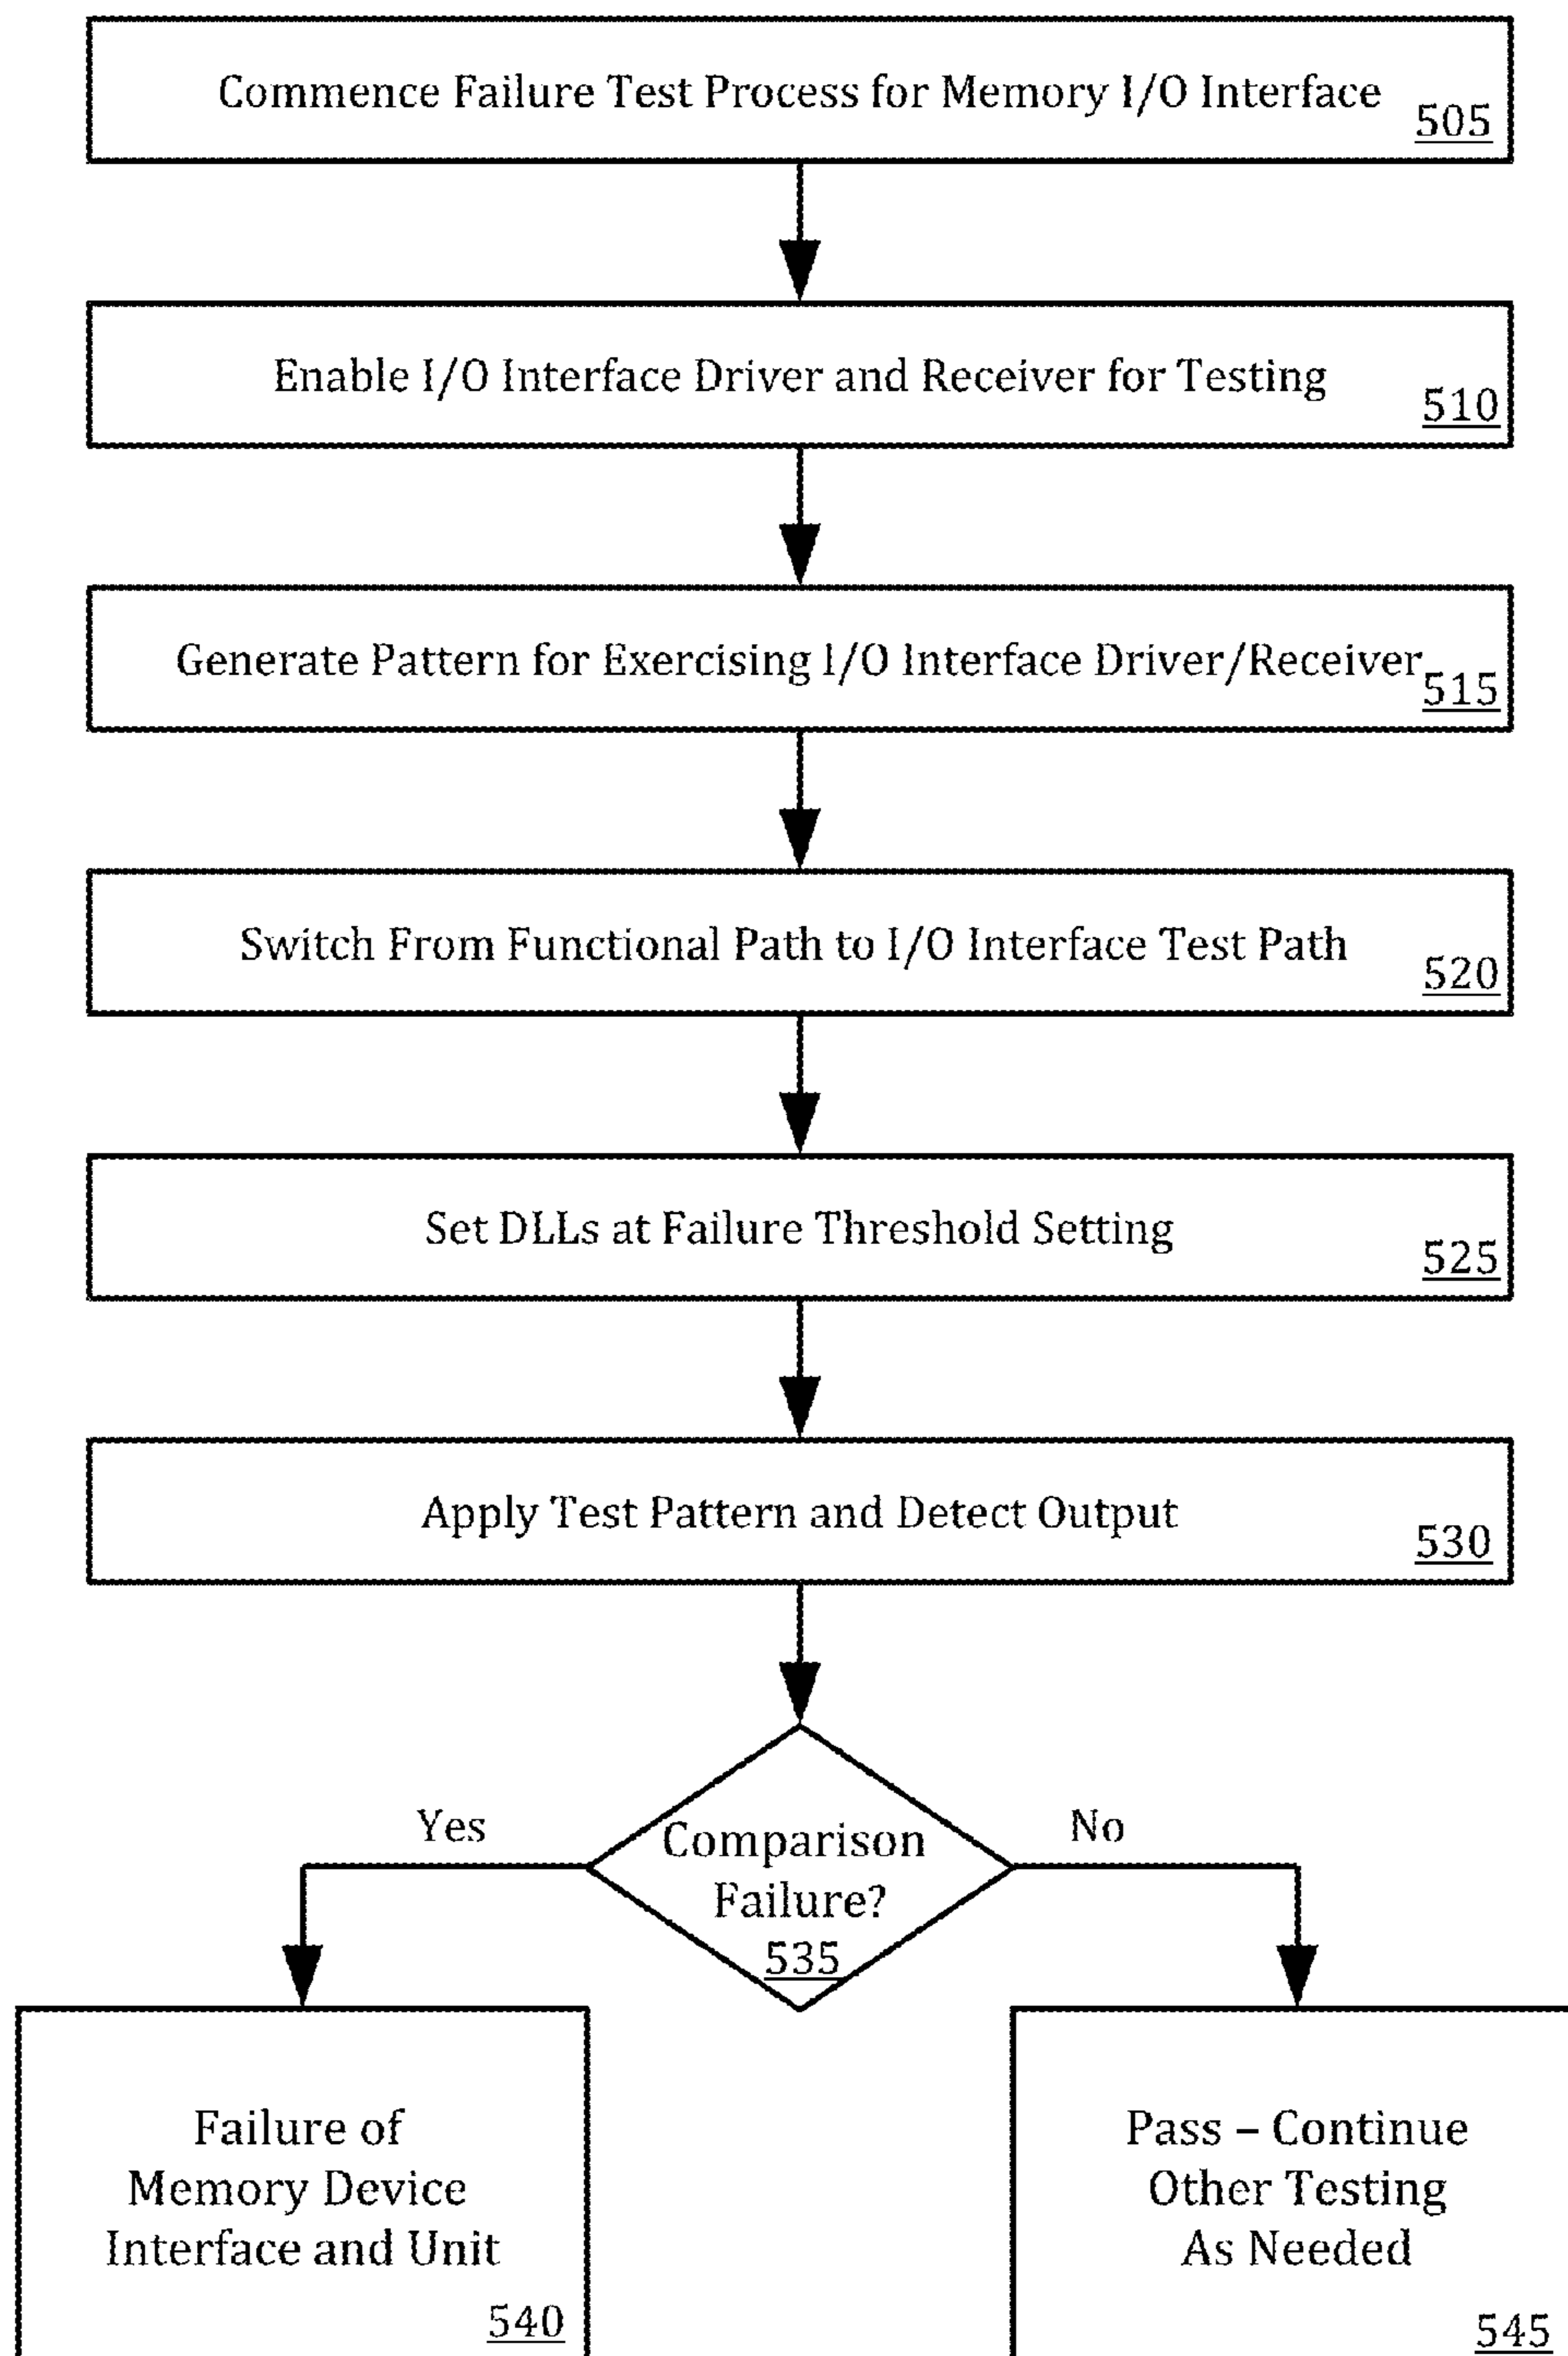 Commence Failure Test Process for Memory I/O Interface
505
Enable I/O Interface Driver and Receiver for Testing
510
Generate Pattern for Exercising I/O Interface Driver/Receiver
515
Switch From Functional Path to I/O Interface Test Path
520
Set DLLs at Failure Threshold Setting
525
Apply Test Pattern and Detect Output
530
Comparison
Failure?
535
Yes
No
Failure of
Memory Device
Interface and Unit
540
Pass – Continue
Other Testing
As Needed
545